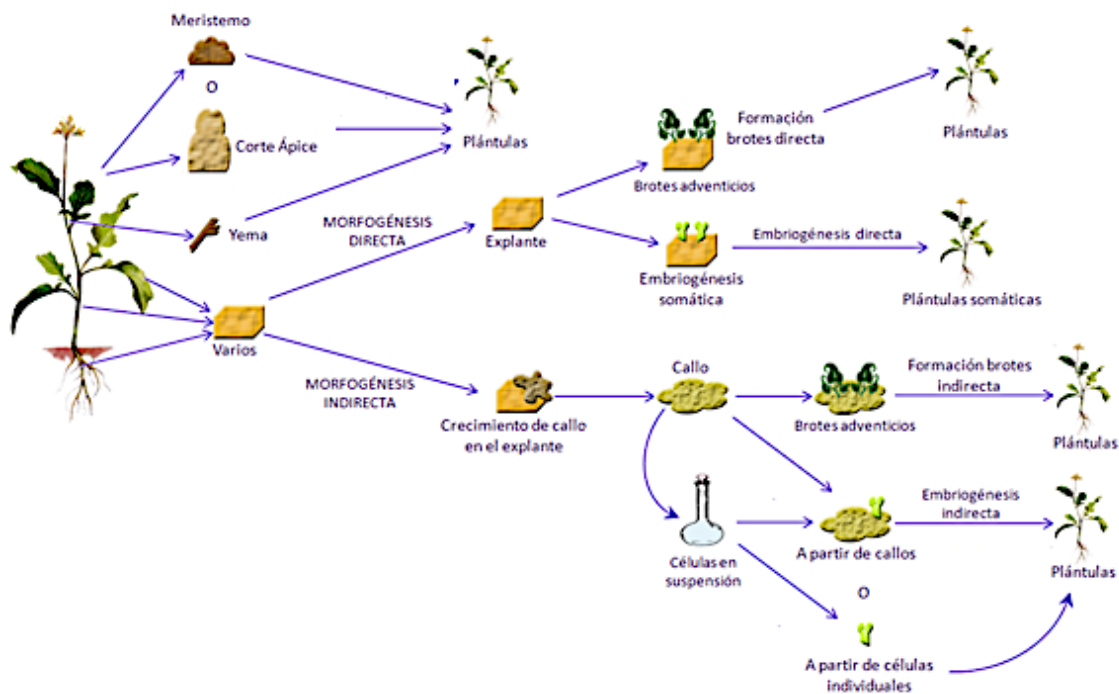 Meristemo
O
Corte Ápice
Plántulas
Yema
MORFOGÉNESIS
DIRECTA
Varios
MORFOGÉNESIS
INDIRECTA
Explante
Brotes adventicios
Formación
brotes directa
Plántulas
Embriogénesis
somática
Embriogénesis directa
Plántulas somáticas
Crecimiento de callo
en el explante
Callo
Brotes adventicios
Formación brotes
indirecta
Plántulas
Células en
suspensión
A partir de callos
Embriogénesis
indirecta
Plántulas
O
A partir de células
individuales